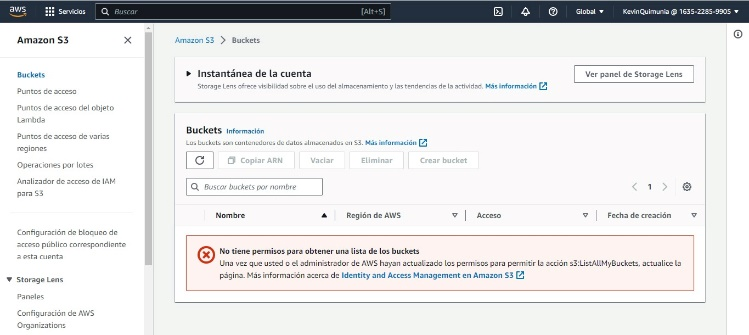 aws
Servicios
Buscar
[Alt+S]
Global
KevinQuimunia @ 1635-2285-9905
Amazon S3
Buckets
Puntos de acceso
Puntos de acceso del objeto
Lambda
Puntos de acceso de varias
regiones
Operaciones por lotes
Analizador de acceso de IAM
para S3
Configuración de bloqueo de
acceso público correspondiente
a esta cuenta
Storage Lens
Paneles
Configuración de AWS
Organizations
Amazon S3 > Buckets
Instantánea de la cuenta
Storage Lens ofrece visibilidad sobre el uso del almacenamiento y las tendencias de la actividad. Más información
Ver panel de Storage Lens
Buckets Información
Los buckets son contenedores de datos almacenados en S3. Más información
Copiar ARN
Vaciar
Eliminar
Crear bucket
Buscar buckets por nombre
1
Nombre
Región de AWS
Acceso
Fecha de creación
No tiene permisos para obtener una lista de los buckets
Una vez que usted o el administrador de AWS hayan actualizado los permisos para permitir la acción s3:ListAllMyBuckets, actualice la
página. Más información acerca de Identity and Access Management en Amazon S3